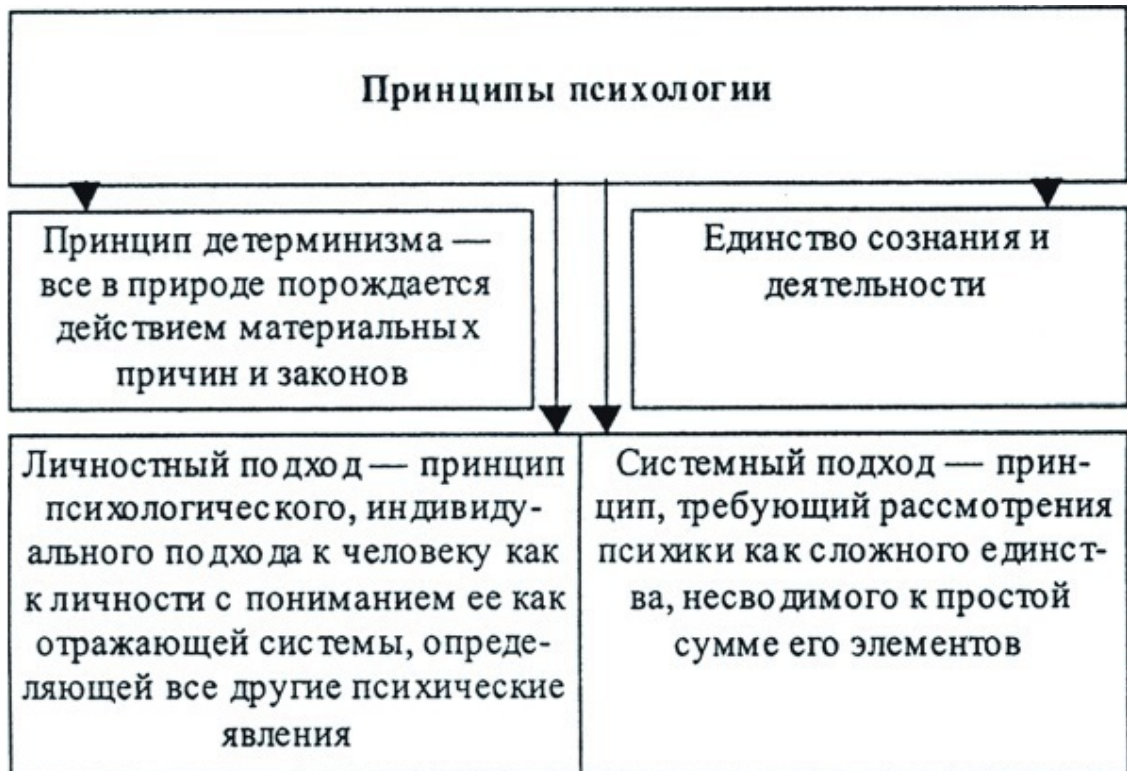 Принципы психологии
Принцип детерминизма —
все в природе порождается
действием материальных
причин и законов
Единство сознания и
деятельности
Личностный подход — принцип
психологического, индивиду-
ального подхода к человеку как
к личности с пониманием ее как
отражающей системы, опреде-
ляющей все другие психические
явления
Системный подход — прин-
цип, требующий рассмотрения
психики как сложного единст-
ва, несводимого к простой
сумме его элементов